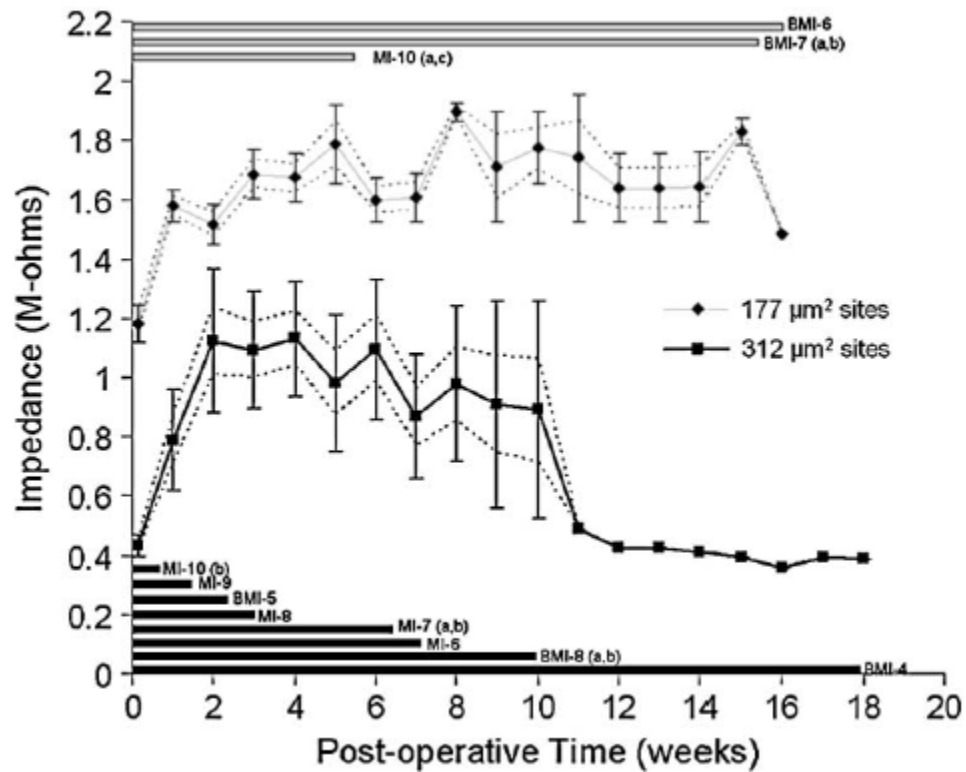 Impedance (M-ohms)
2.2
2
1.8
1.6
1.4
1.2
1
0.8
0.6
0.4
0.2
0
BMI-6
BMI-7 (a,b)
MI-10 (a,c)
177 μm² sites
312 μm² sites
MI-10 (b)
MI-9
BMI-5
MI-8
MI-7 (a,b)
MI-6
BMI-8 (a,b)
BMI-4
0 2 4 6 8 10 12 14 16 18 20
Post-operative Time (weeks)